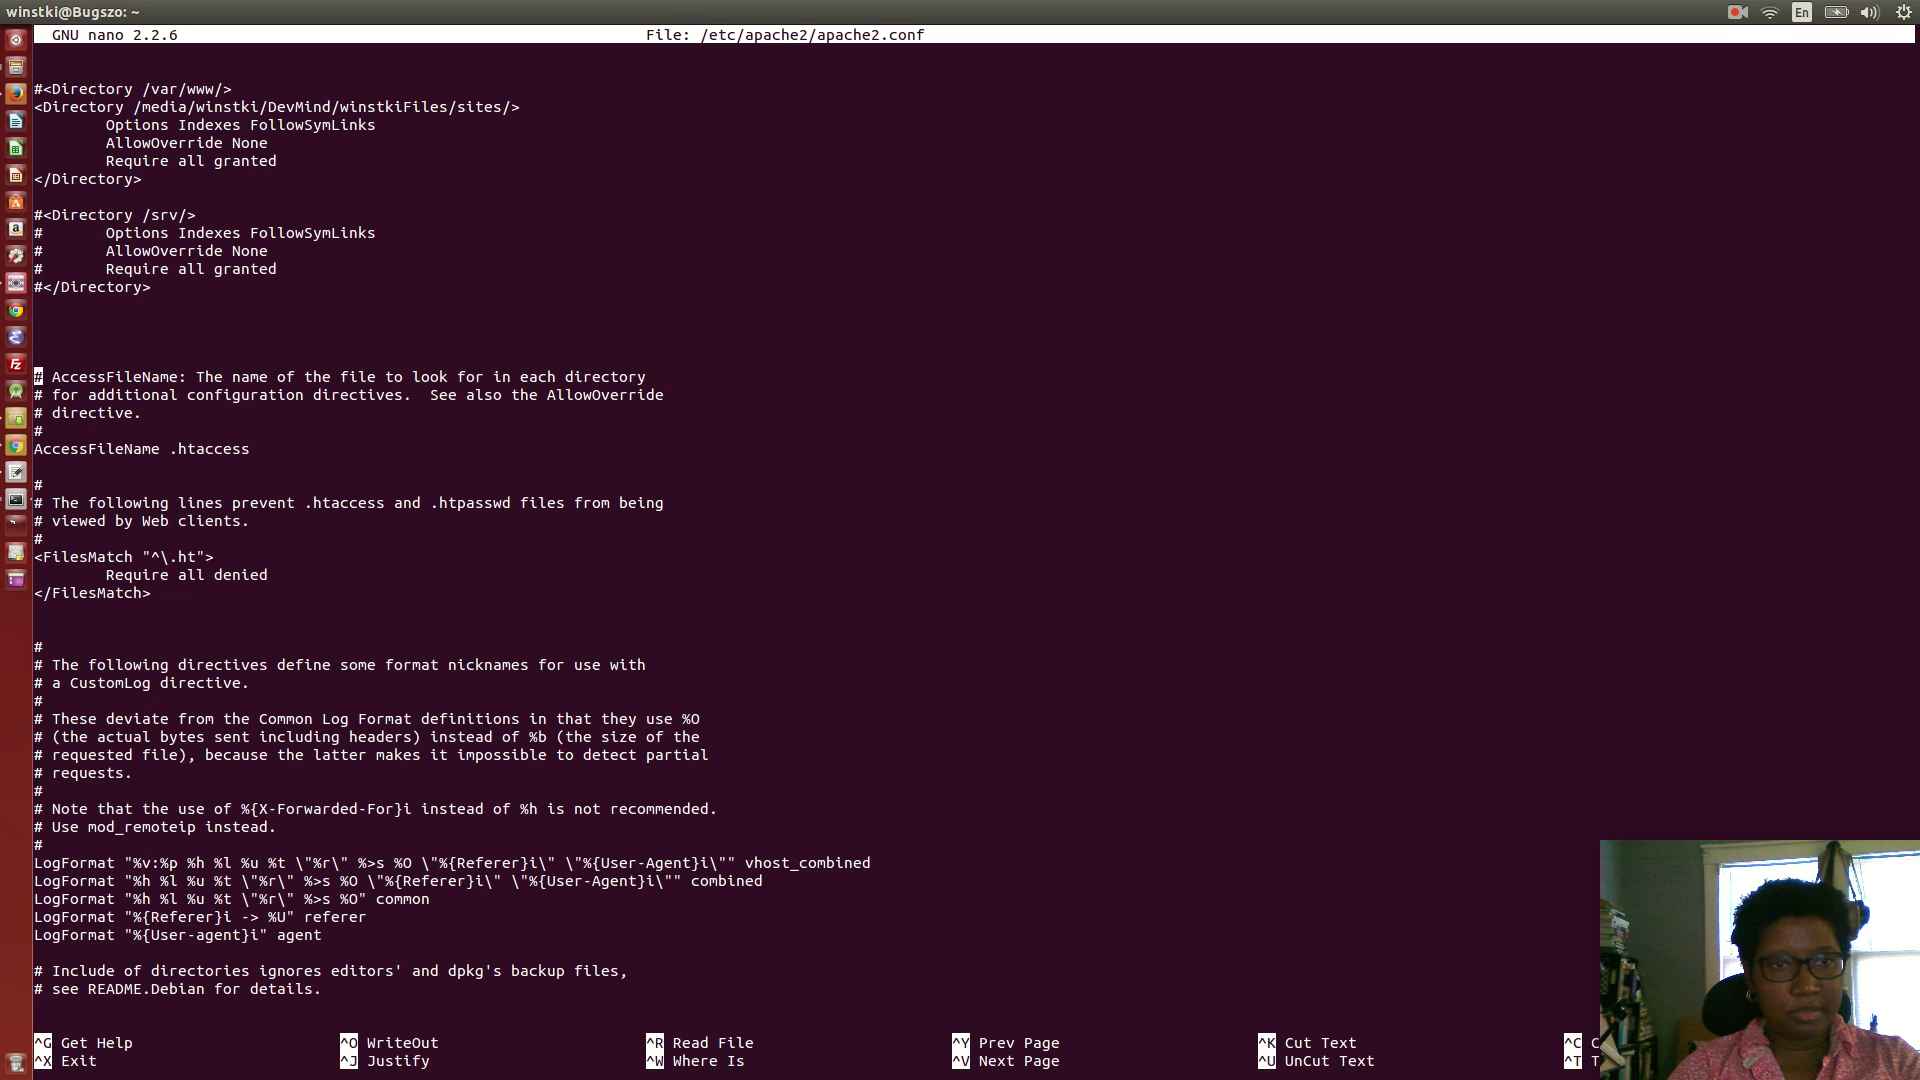 winstki@Bugszo: ~
En
GNU nano 2.2.6 File: /etc/apache2/apache2.conf
#<Directory /var/www/>
<Directory /media/winstki/DevMind/winstkiFiles/sites/>
Options Indexes FollowSymLinks
AllowOverride None
Require all granted
</Directory>
#<Directory /srv/>
# Options Indexes FollowSymLinks
# AllowOverride None
# Require all granted
#</Directory>
# AccessFileName: The name of the file to look for in each directory
# for additional configuration directives.  See also the AllowOverride
# directive.
#
AccessFileName .htaccess
#
# The following lines prevent .htaccess and .htpasswd files from being
# viewed by Web clients.
#
<FilesMatch "^\.ht">
Require all denied
</FilesMatch>
#
# The following directives define some format nicknames for use with
# a CustomLog directive.
#
# These deviate from the Common Log Format definitions in that they use %O
# (the actual bytes sent including headers) instead of %b (the size of the
# requested file), because the latter makes it impossible to detect partial
# requests.
#
# Note that the use of %{X-Forwarded-For}i instead of %h is not recommended.
# Use mod_remoteip instead.
#
LogFormat "%v:%p %h %l %u %t \"%r\" %>s %O \"%{Referer}i\" \"%{User-Agent}i\"" vhost_combined
LogFormat "%h %l %u %t \"%r\" %>s %O \"%{Referer}i\" \"%{User-Agent}i\"" combined
LogFormat "%h %l %u %t \"%r\" %>s %O" common
LogFormat "%{Referer}i -> %U" referer
LogFormat "%{User-agent}i" agent
# Include of directories ignores editors' and dpkg's backup files,
# see README.Debian for details.
^G Get Help ^O WriteOut ^R Read File ^Y Prev Page ^K Cut Text ^C C
^X Exit ^J Justify ^W Where Is ^V Next Page ^U UnCut Text ^T T